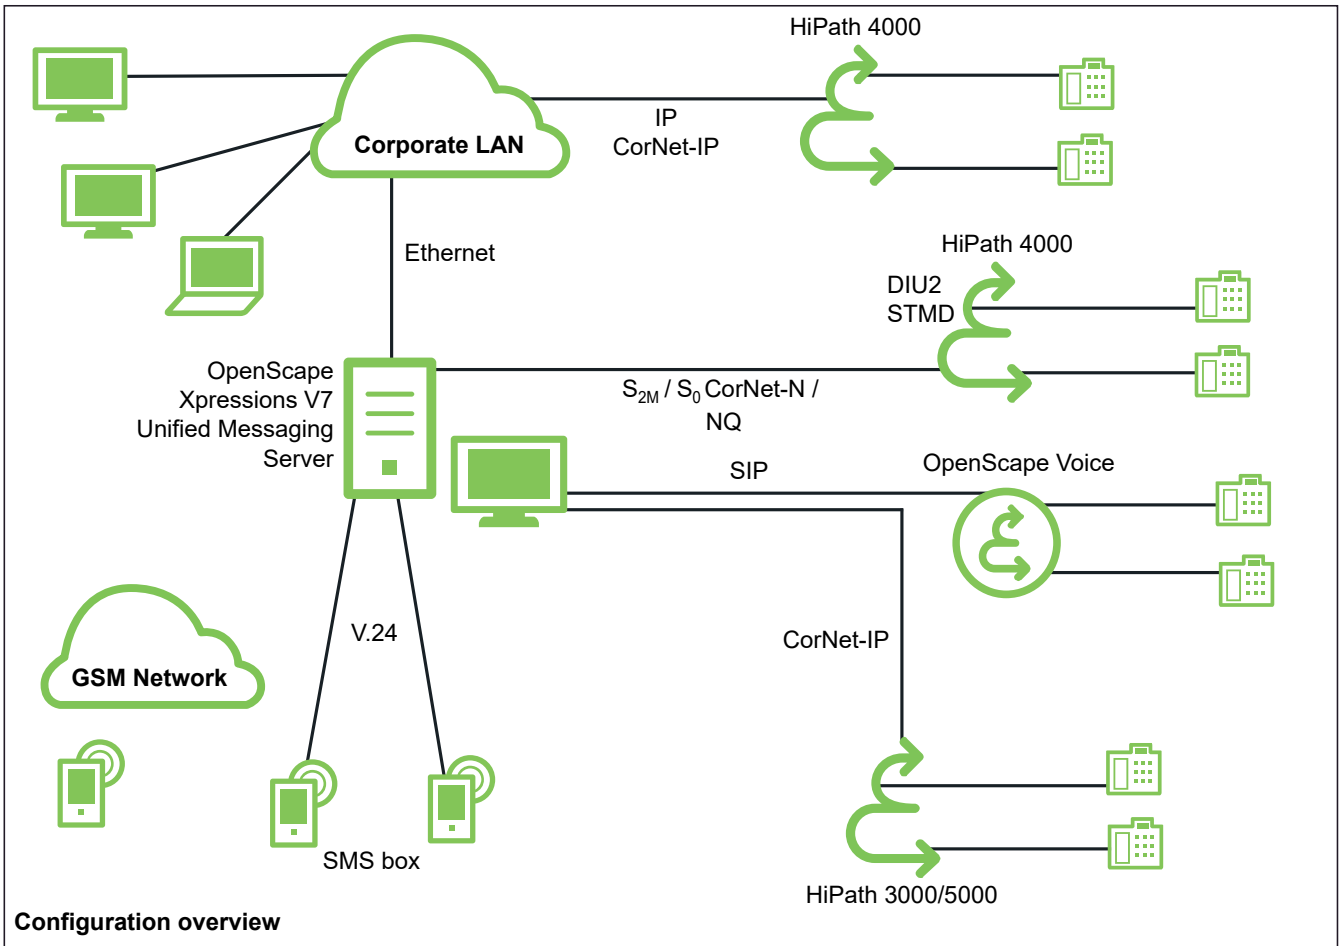 HiPath 4000
IP
CorNet-IP
Corporate LAN
Ethernet
HiPath 4000
DIU2
STMD
OpenScape
Xpressions V7
Unified Messaging
Server
S2M / S0 CorNet-N /
NQ
SIP
OpenScape Voice
V.24
CorNet-IP
GSM Network
SMS box
HiPath 3000/5000
Configuration overview